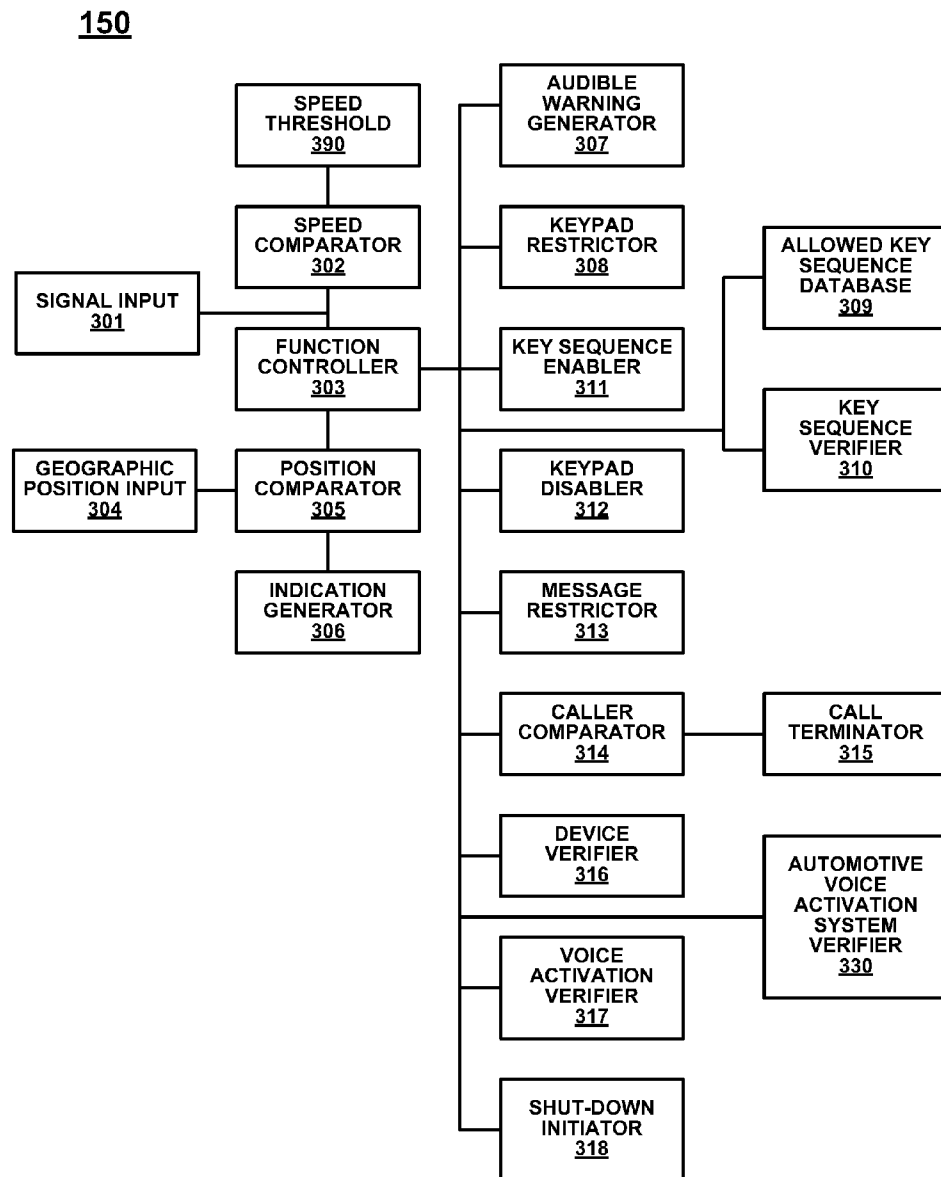 150
SPEED
THRESHOLD
390
SPEED
COMPARATOR
302
SIGNAL INPUT
301
FUNCTION
CONTROLLER
303
GEOGRAPHIC
POSITION INPUT
304
POSITION
COMPARATOR
305
INDICATION
GENERATOR
306
AUDIBLE
WARNING
GENERATOR
307
KEYPAD
RESTRICTOR
308
ALLOWED KEY
SEQUENCE
DATABASE
309
KEY SEQUENCE
ENABLER
311
KEY
SEQUENCE
VERIFIER
310
KEYPAD
DISABLER
312
MESSAGE
RESTRICTOR
313
CALLER
COMPARATOR
314
CALL
TERMINATOR
315
DEVICE
VERIFIER
316
AUTOMOTIVE
VOICE
ACTIVATION
SYSTEM
VERIFIER
330
VOICE
ACTIVATION
VERIFIER
317
SHUT-DOWN
INITIATOR
318